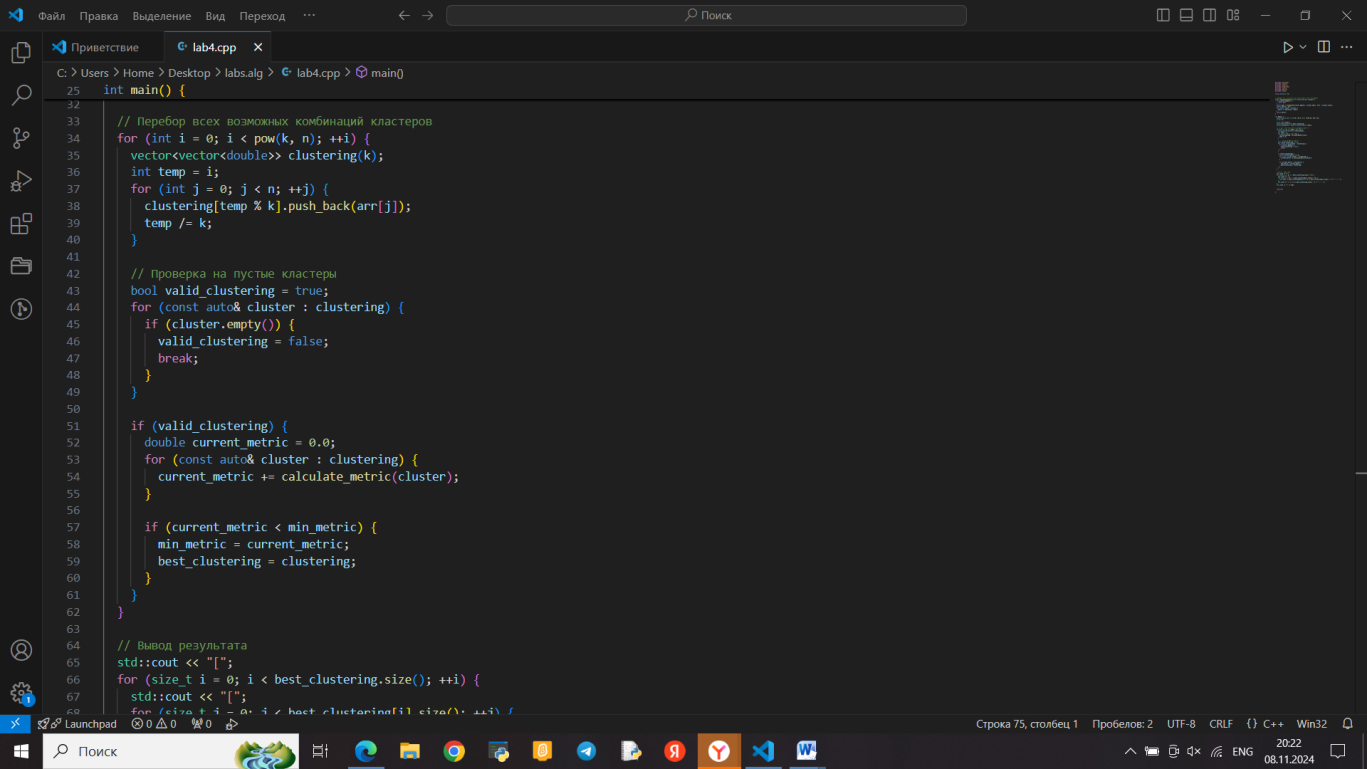 Файл Правка Выделение Вид Переход ··· Поиск
Приветствие lab4.cpp
C: > Users > Home > Desktop > labs.alg > lab4.cpp > main()
25 int main() {
32
33 // Перебор всех возможных комбинаций кластеров
34 for (int i = 0; i < pow(k, n); ++i) {
35 vector<vector<double>> clustering(k);
36 int temp = i;
37 for (int j = 0; j < n; ++j) {
38 clustering[temp % k].push_back(arr[j]);
39 temp /= k;
40 }
41
42 // Проверка на пустые кластеры
43 bool valid_clustering = true;
44 for (const auto& cluster : clustering) {
45 if (cluster.empty()) {
46 valid_clustering = false;
47 break;
48 }
49 }
50
51 if (valid_clustering) {
52 double current_metric = 0.0;
53 for (const auto& cluster : clustering) {
54 current_metric += calculate_metric(cluster);
55 }
56
57 if (current_metric < min_metric) {
58 min_metric = current_metric;
59 best_clustering = clustering;
60 }
61 }
62 }
63
64 // Вывод результата
65 std::cout << "[";
66 for (size_t i = 0; i < best_clustering.size(); ++i) {
67 std::cout << "[";
68 for (size_t j = 0; j < best_clustering[i].size(); ++j) {
1
Launchpad 0 0 0 Строка 75, столбец 1 Пробелов: 2 UTF-8 CRLF {} C++ Win32
Поиск ENG 20:22
08.11.2024